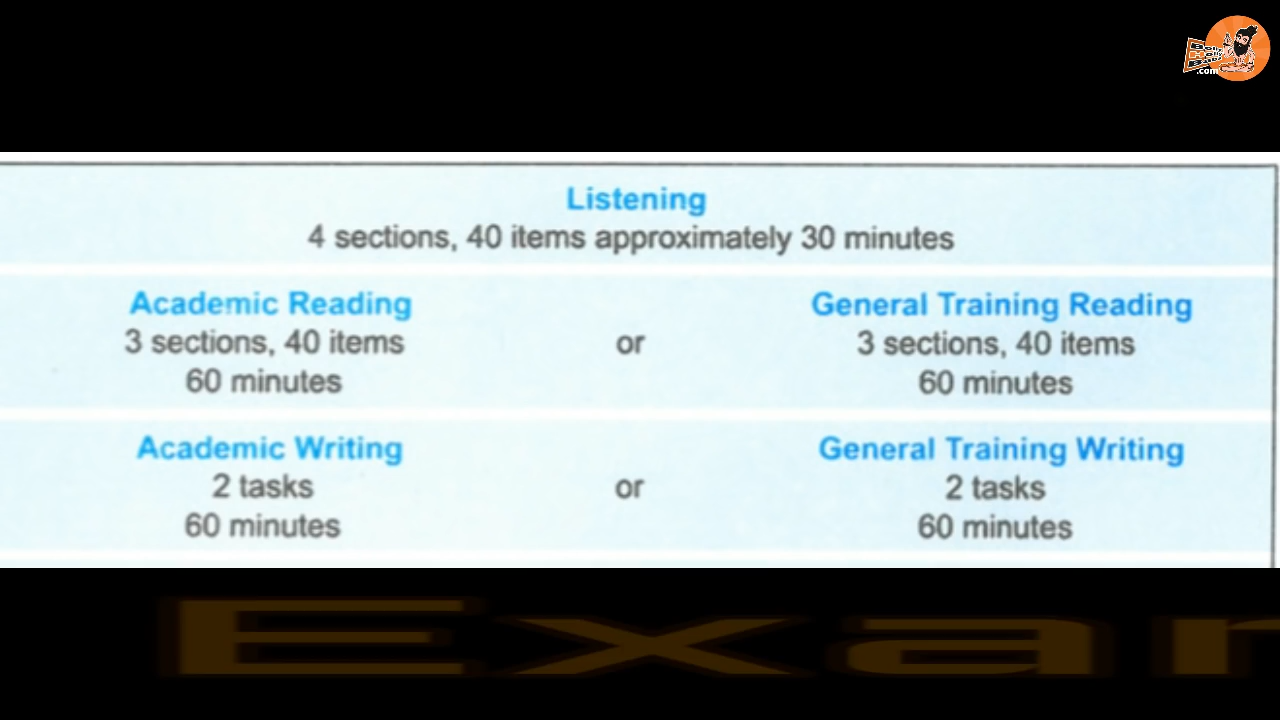 .com
Listening
4 sections, 40 items approximately 30 minutes
Academic Reading
3 sections, 40 items
60 minutes
or
General Training Reading
3 sections, 40 items
60 minutes
Academic Writing
2 tasks
60 minutes
or
General Training Writing
2 tasks
60 minutes